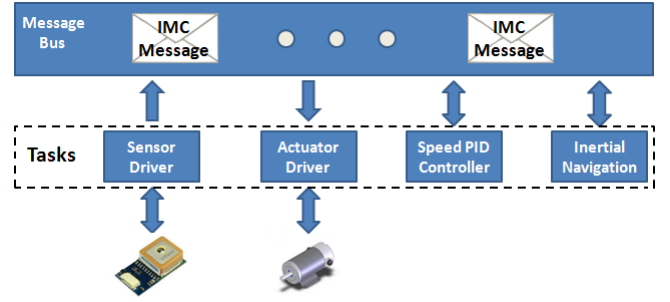 Message
Bus
IMC
Message
IMC
Message
Tasks
Sensor
Driver
Actuator
Driver
Speed PID
Controller
Inertial
Navigation